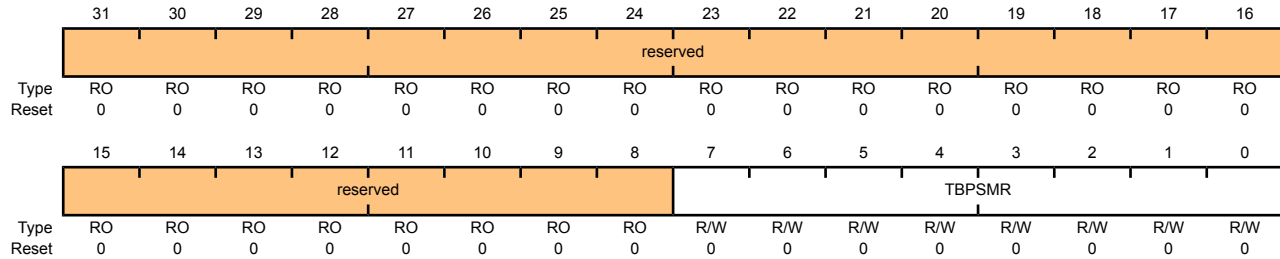 31 30 29 28 27 26 25 24 23 22 21 20 19 18 17 16
reserved
Type RO RO RO RO RO RO RO RO RO RO RO RO RO RO RO RO
Reset 0 0 0 0 0 0 0 0 0 0 0 0 0 0 0 0
15 14 13 12 11 10 9 8 7 6 5 4 3 2 1 0
reserved TBPSMR
Type RO RO RO RO RO RO RO RO R/W R/W R/W R/W R/W R/W R/W R/W
Reset 0 0 0 0 0 0 0 0 0 0 0 0 0 0 0 0